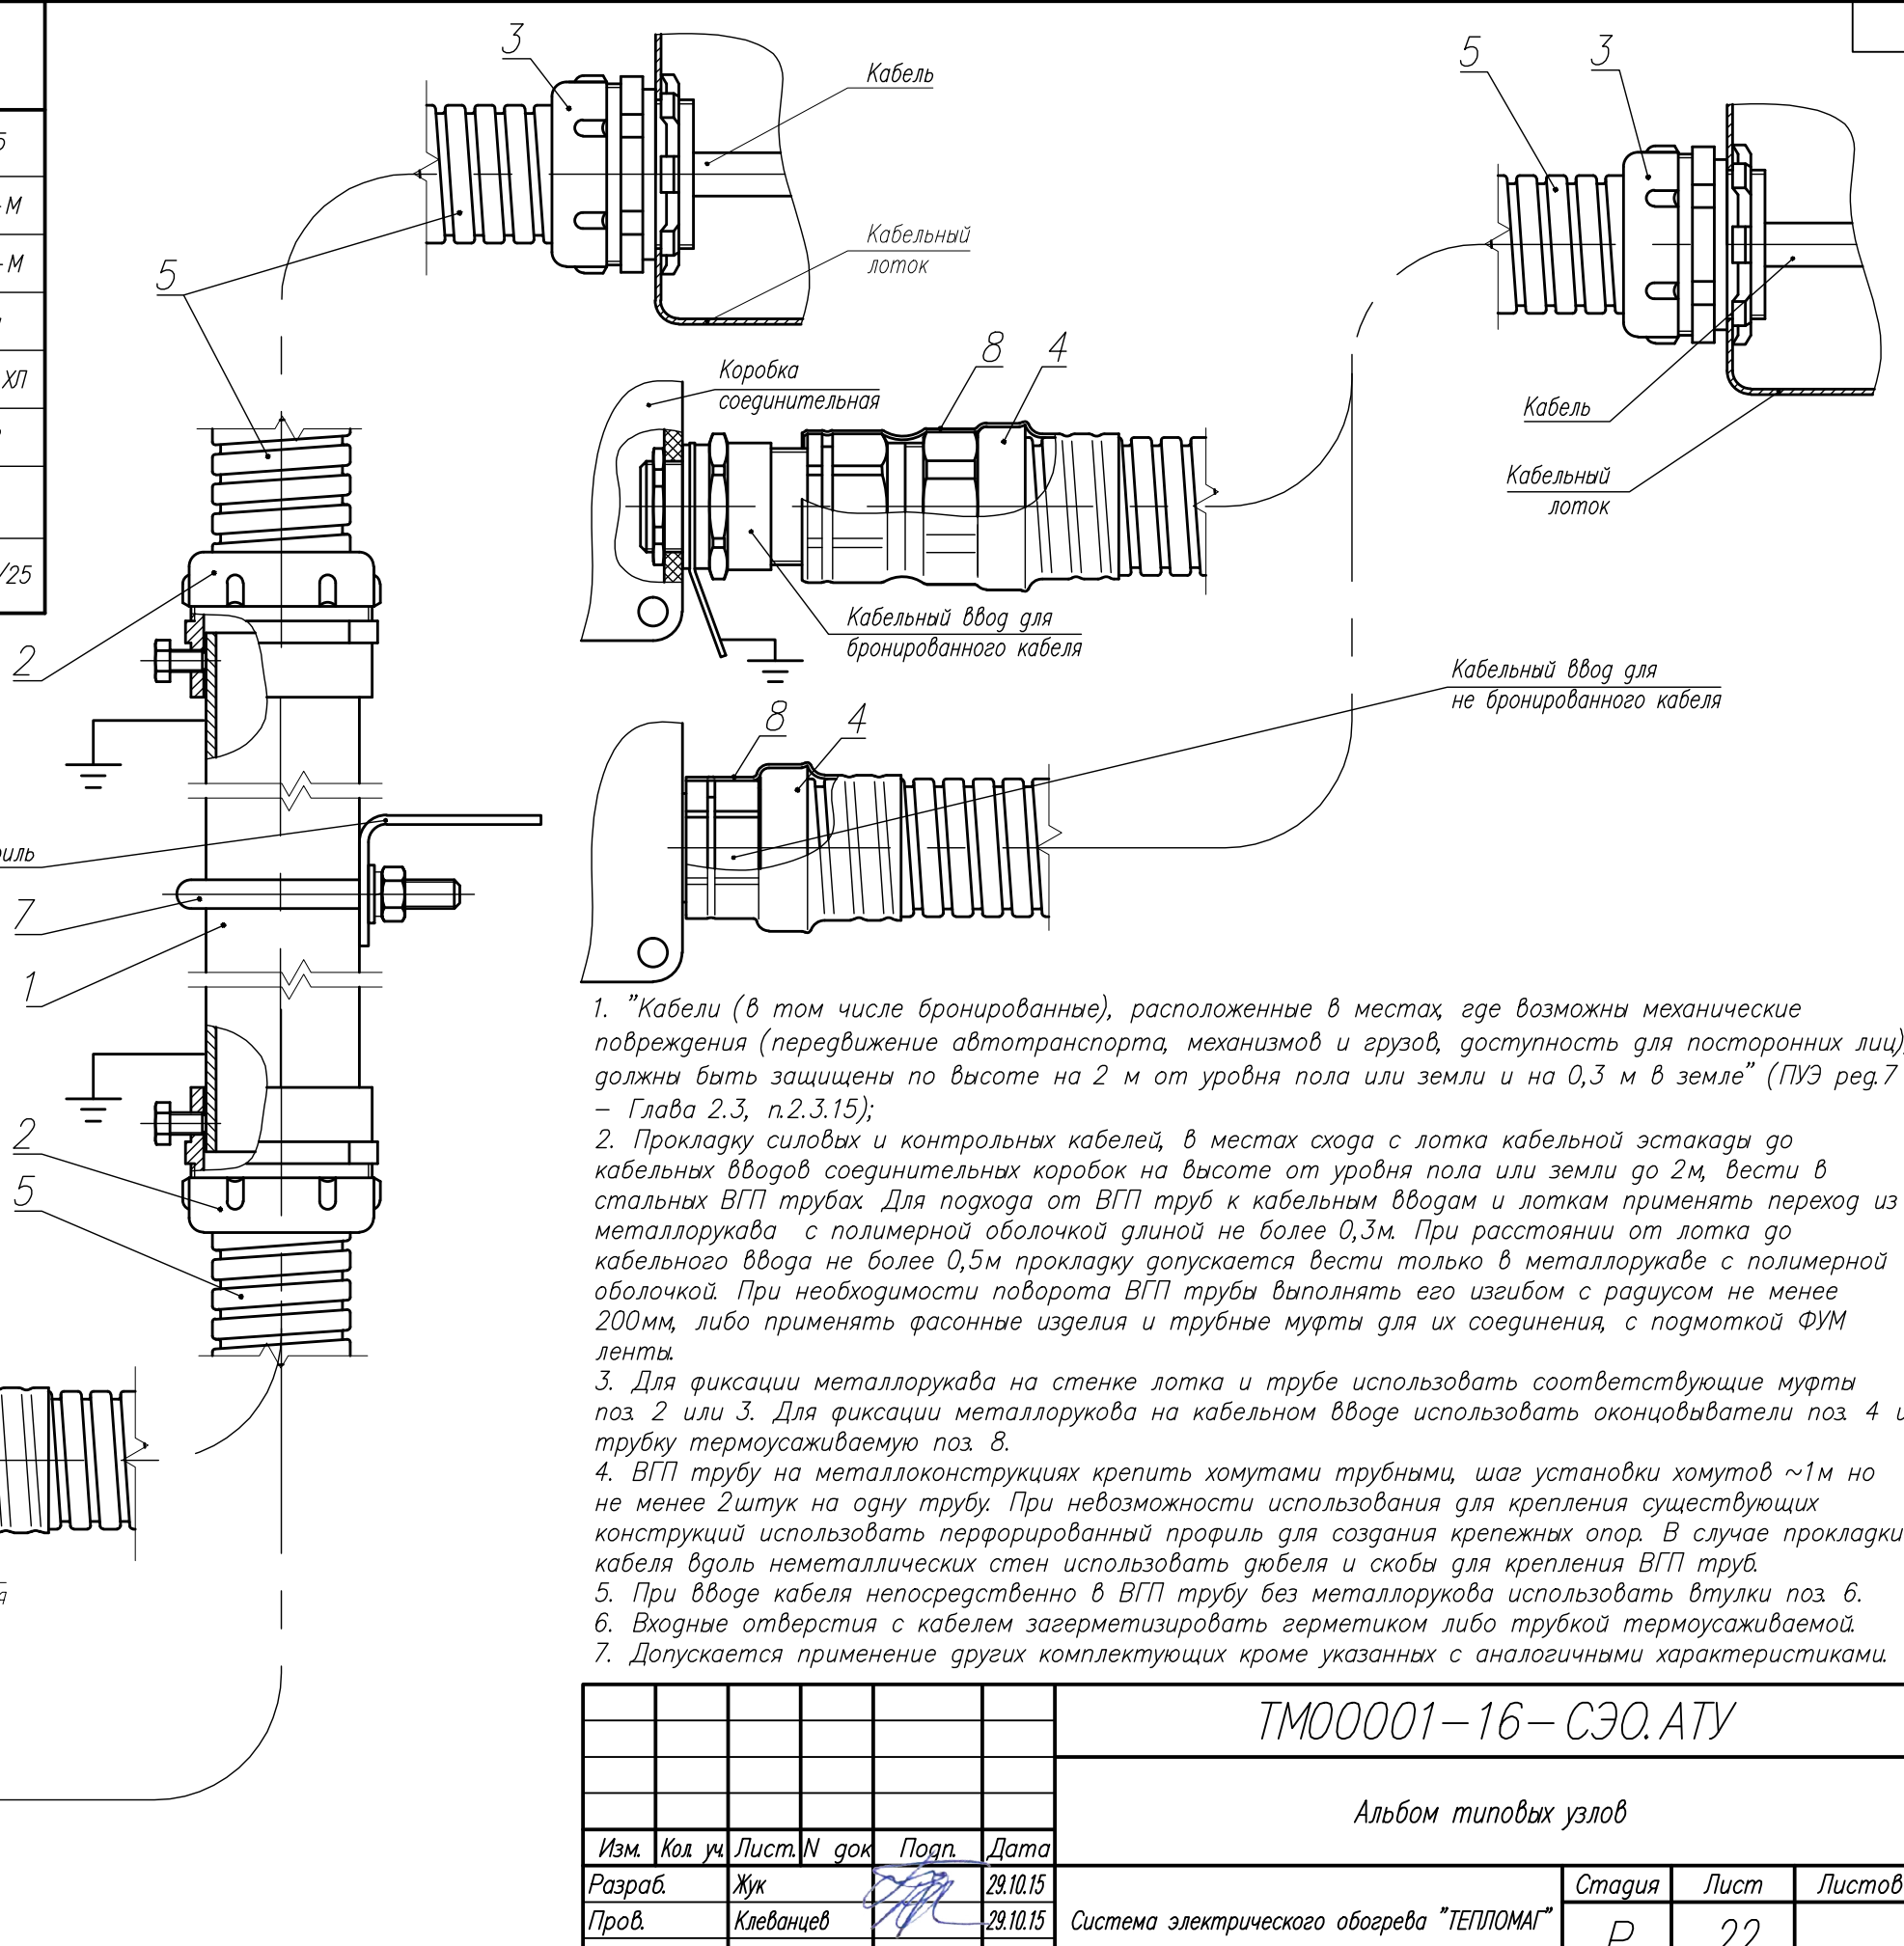 3
Кабель
5
3
5
-М
Кабельный
лоток
-М
5
Коробка
соединительная
8
4
ХЛ
Кабель
Кабельный
лоток
/25
2
Кабельный ввод для
бронированного кабеля
Кабельный ввод для
не бронированного кабеля
8
4
7
1
2
5
1. "Кабели (в том числе бронированные), расположенные в местах, где возможны механические
повреждения (передвижение автотранспорта, механизмов и грузов, доступность для посторонних лиц),
должны быть защищены по высоте на 2 м от уровня пола или земли и на 0,3 м в земле" (ПУЭ ред.7
– Глава 2.3, п.2.3.15);
2. Прокладку силовых и контрольных кабелей, в местах схода с лотка кабельной эстакады до
кабельных вводов соединительных коробок на высоте от уровня пола или земли до 2м, вести в
стальных ВГП трубах. Для подхода от ВГП труб к кабельным вводам и лоткам применять переход из
металлорукава с полимерной оболочкой длиной не более 0,3м. При расстоянии от лотка до
кабельного ввода не более 0,5м прокладку допускается вести только в металлорукаве с полимерной
оболочкой. При необходимости поворота ВГП трубы выполнять его изгибом с радиусом не менее
200мм, либо применять фасонные изделия и трубные муфты для их соединения, с подмоткой ФУМ
ленты.
3. Для фиксации металлорукава на стенке лотка и трубе использовать соответствующие муфты
поз. 2 или 3. Для фиксации металлорукова на кабельном вводе использовать оконцовыватели поз. 4 и
трубку термоусаживаемую поз. 8.
4. ВГП трубу на металлоконструкциях крепить хомутами трубными, шаг установки хомутов ~1м но
не менее 2штук на одну трубу. При невозможности использования для крепления существующих
конструкций использовать перфорированный профиль для создания крепежных опор. В случае прокладки
кабеля вдоль неметаллических стен использовать дюбеля и скобы для крепления ВГП труб.
5. При вводе кабеля непосредственно в ВГП трубу без металлорукова использовать втулки поз. 6.
6. Входные отверстия с кабелем загерметизировать герметиком либо трубкой термоусаживаемой.
7. Допускается применение других комплектующих кроме указанных с аналогичными характеристиками.
ТМ00001-16-СЭО.АТУ
Альбом типовых узлов
Изм. Кол. уч. Лист. N док Подп. Дата
Разраб. Жук 29.10.15
Стадия Лист Листов
Пров. Клеванцев 29.10.15
Система электрического обогрева "ТЕПЛОМАГ"
Р 22